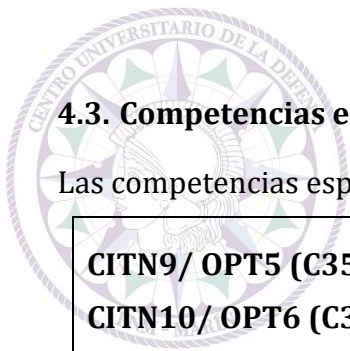 CENTRO UNIVERSITARIO DE LA DEFENSA
4.3. Competencias e
Las competencias esp
CITN9/ OPT5 (C35
CITN10/ OPT6 (C3